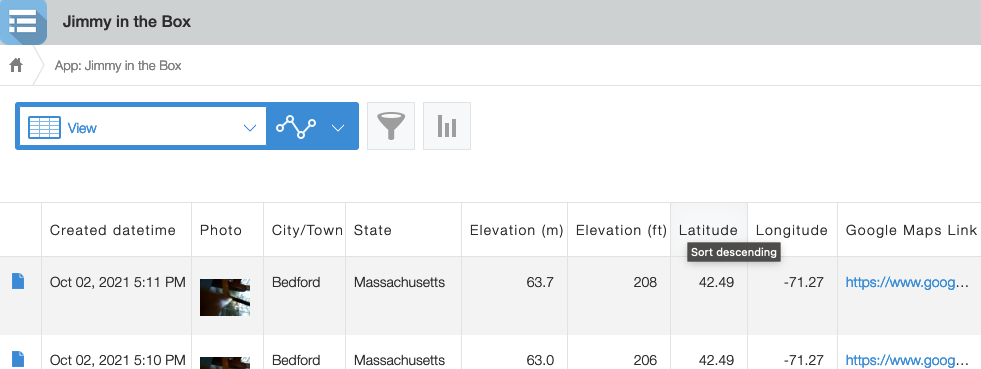 Jimmy in the Box
App: Jimmy in the Box
View
Created datetime Photo City/Town State Elevation (m) Elevation (ft) Latitude Longitude Google Maps Link
Sort descending
Oct 02, 2021 5:11 PM Bedford Massachusetts 63.7 208 42.49 -71.27 https://www.goog...
Oct 02, 2021 5:10 PM Bedford Massachusetts 63.0 206 42.49 -71.27 https://www.goog...